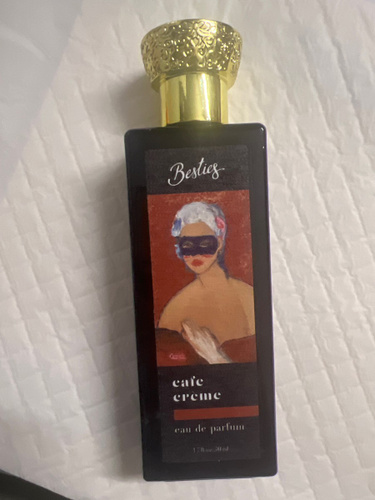 Besties
cafe
creme
eau de parfum